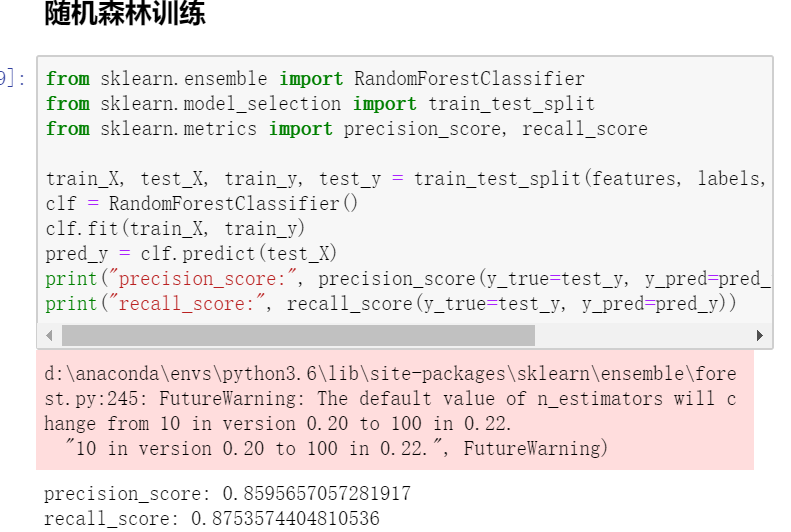 随机森林训练
9]:
from sklearn.ensemble import RandomForestClassifier
from sklearn.model_selection import train_test_split
from sklearn.metrics import precision_score, recall_score
train_X, test_X, train_y, test_y = train_test_split(features, labels,
clf = RandomForestClassifier()
clf.fit(train_X, train_y)
pred_y = clf.predict(test_X)
print("precision_score:", precision_score(y_true=test_y, y_pred=pred_
print("recall_score:", recall_score(y_true=test_y, y_pred=pred_y))
d:\anaconda\envs\python3.6\lib\site-packages\sklearn\ensemble\fore
st.py:245: FutureWarning: The default value of n_estimators will c
hange from 10 in version 0.20 to 100 in 0.22.
"10 in version 0.20 to 100 in 0.22.", FutureWarning)
precision_score: 0.8595657057281917
recall_score: 0.8753574404810536